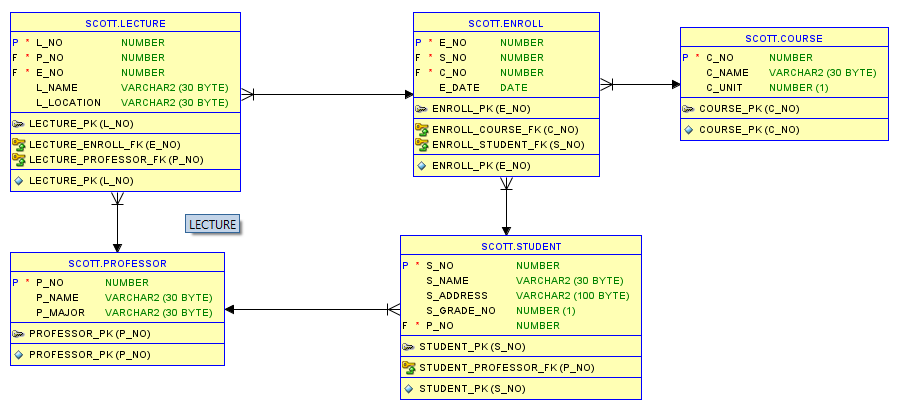 SCOTT.LECTURE
P * L_NO NUMBER
F * P_NO NUMBER
F * E_NO NUMBER
L_NAME VARCHAR2 (30 BYTE)
L_LOCATION VARCHAR2 (30 BYTE)
LECTURE_PK (L_NO)
LECTURE_ENROLL_FK (E_NO)
LECTURE_PROFESSOR_FK (P_NO)
LECTURE_PK (L_NO)
SCOTT.ENROLL
P * E_NO NUMBER
F * S_NO NUMBER
F * C_NO NUMBER
E_DATE DATE
ENROLL_PK (E_NO)
ENROLL_COURSE_FK (C_NO)
ENROLL_STUDENT_FK (S_NO)
ENROLL_PK (E_NO)
SCOTT.COURSE
P * C_NO NUMBER
C_NAME VARCHAR2 (30 BYTE)
C_UNIT NUMBER (1)
COURSE_PK (C_NO)
COURSE_PK (C_NO)
LECTURE
SCOTT.PROFESSOR
P * P_NO NUMBER
P_NAME VARCHAR2 (30 BYTE)
P_MAJOR VARCHAR2 (30 BYTE)
PROFESSOR_PK (P_NO)
PROFESSOR_PK (P_NO)
SCOTT.STUDENT
P * S_NO NUMBER
S_NAME VARCHAR2 (30 BYTE)
S_ADDRESS VARCHAR2 (100 BYTE)
S_GRADE_NO NUMBER (1)
F * P_NO NUMBER
STUDENT_PK (S_NO)
STUDENT_PROFESSOR_FK (P_NO)
STUDENT_PK (S_NO)